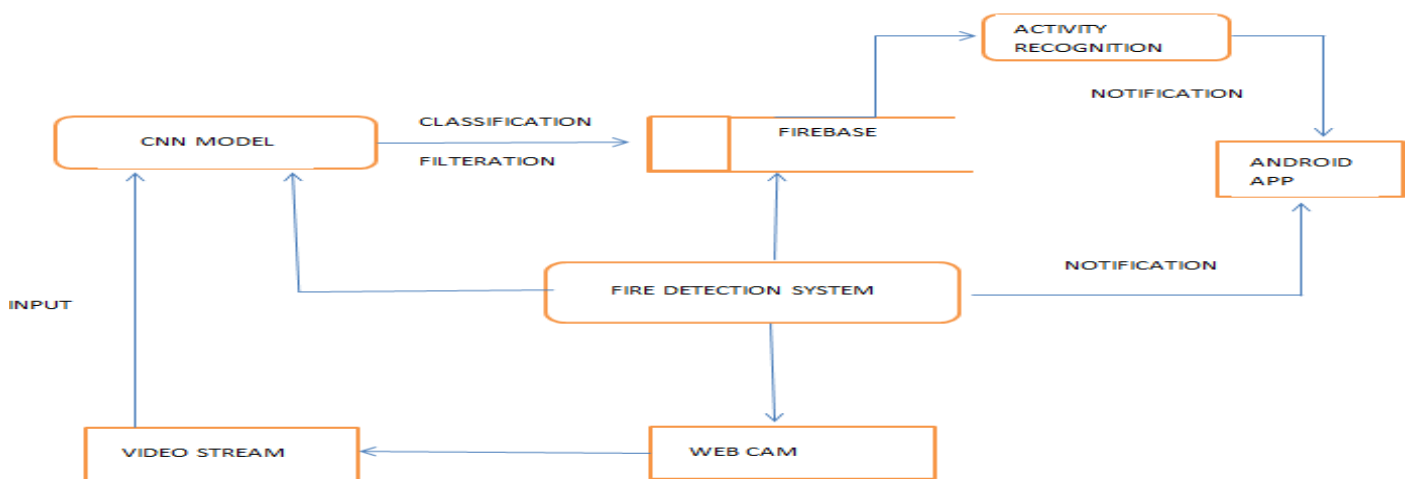 ACTIVITY
RECOGNITION
NOTIFICATION
CLASSIFICATION
FIREBASE
CNN MODEL
FILTERATION
ANDROID
APP
NOTIFICATION
FIRE DETECTION SYSTEM
INPUT
VIDEO STREAM
WEB CAM